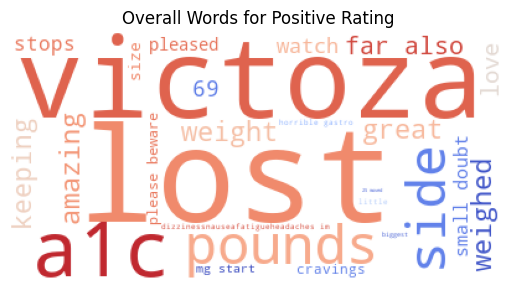 Overall Words for Positive Rating
stops
size
pleased
watch
far also
love
victoza
69
keeping
amazing
please beware
weight
horrible gastro
great
lost
side
small doubt
weighed
little
dizzinessnauseafatigueheadaches im
biggest
a1c
pounds
mg start
cravings